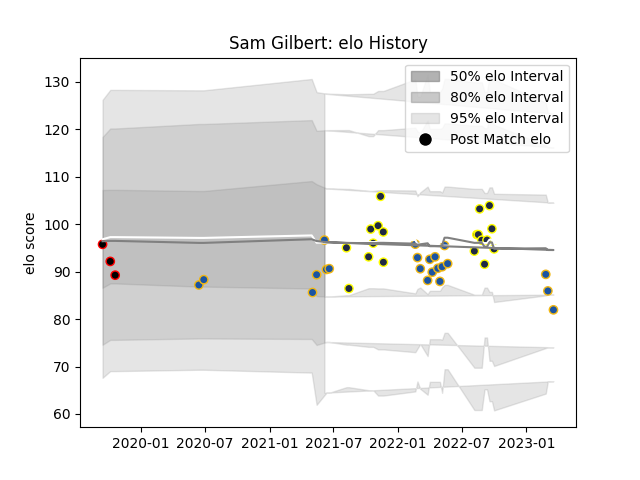 Sam Gilbert: elo History
elo score
130
120
110
100
90
80
70
60
50% elo Interval
80% elo Interval
95% elo Interval
Post Match elo
2020-01 2020-07 2021-01 2021-07 2022-01 2022-07 2023-01